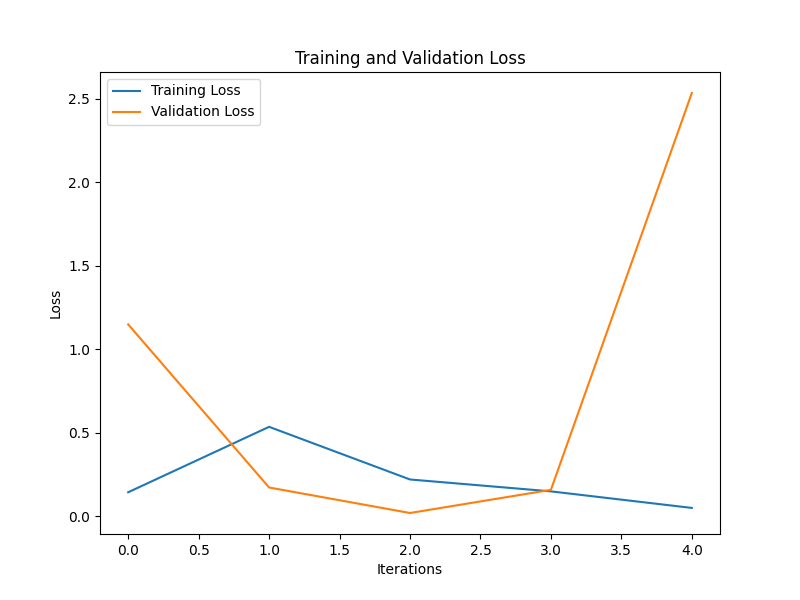 Training and Validation Loss
Training Loss
Validation Loss
2.5
2.0
1.5
1.0
0.5
0.0
Loss
0.0 0.5 1.0 1.5 2.0 2.5 3.0 3.5 4.0
Iterations